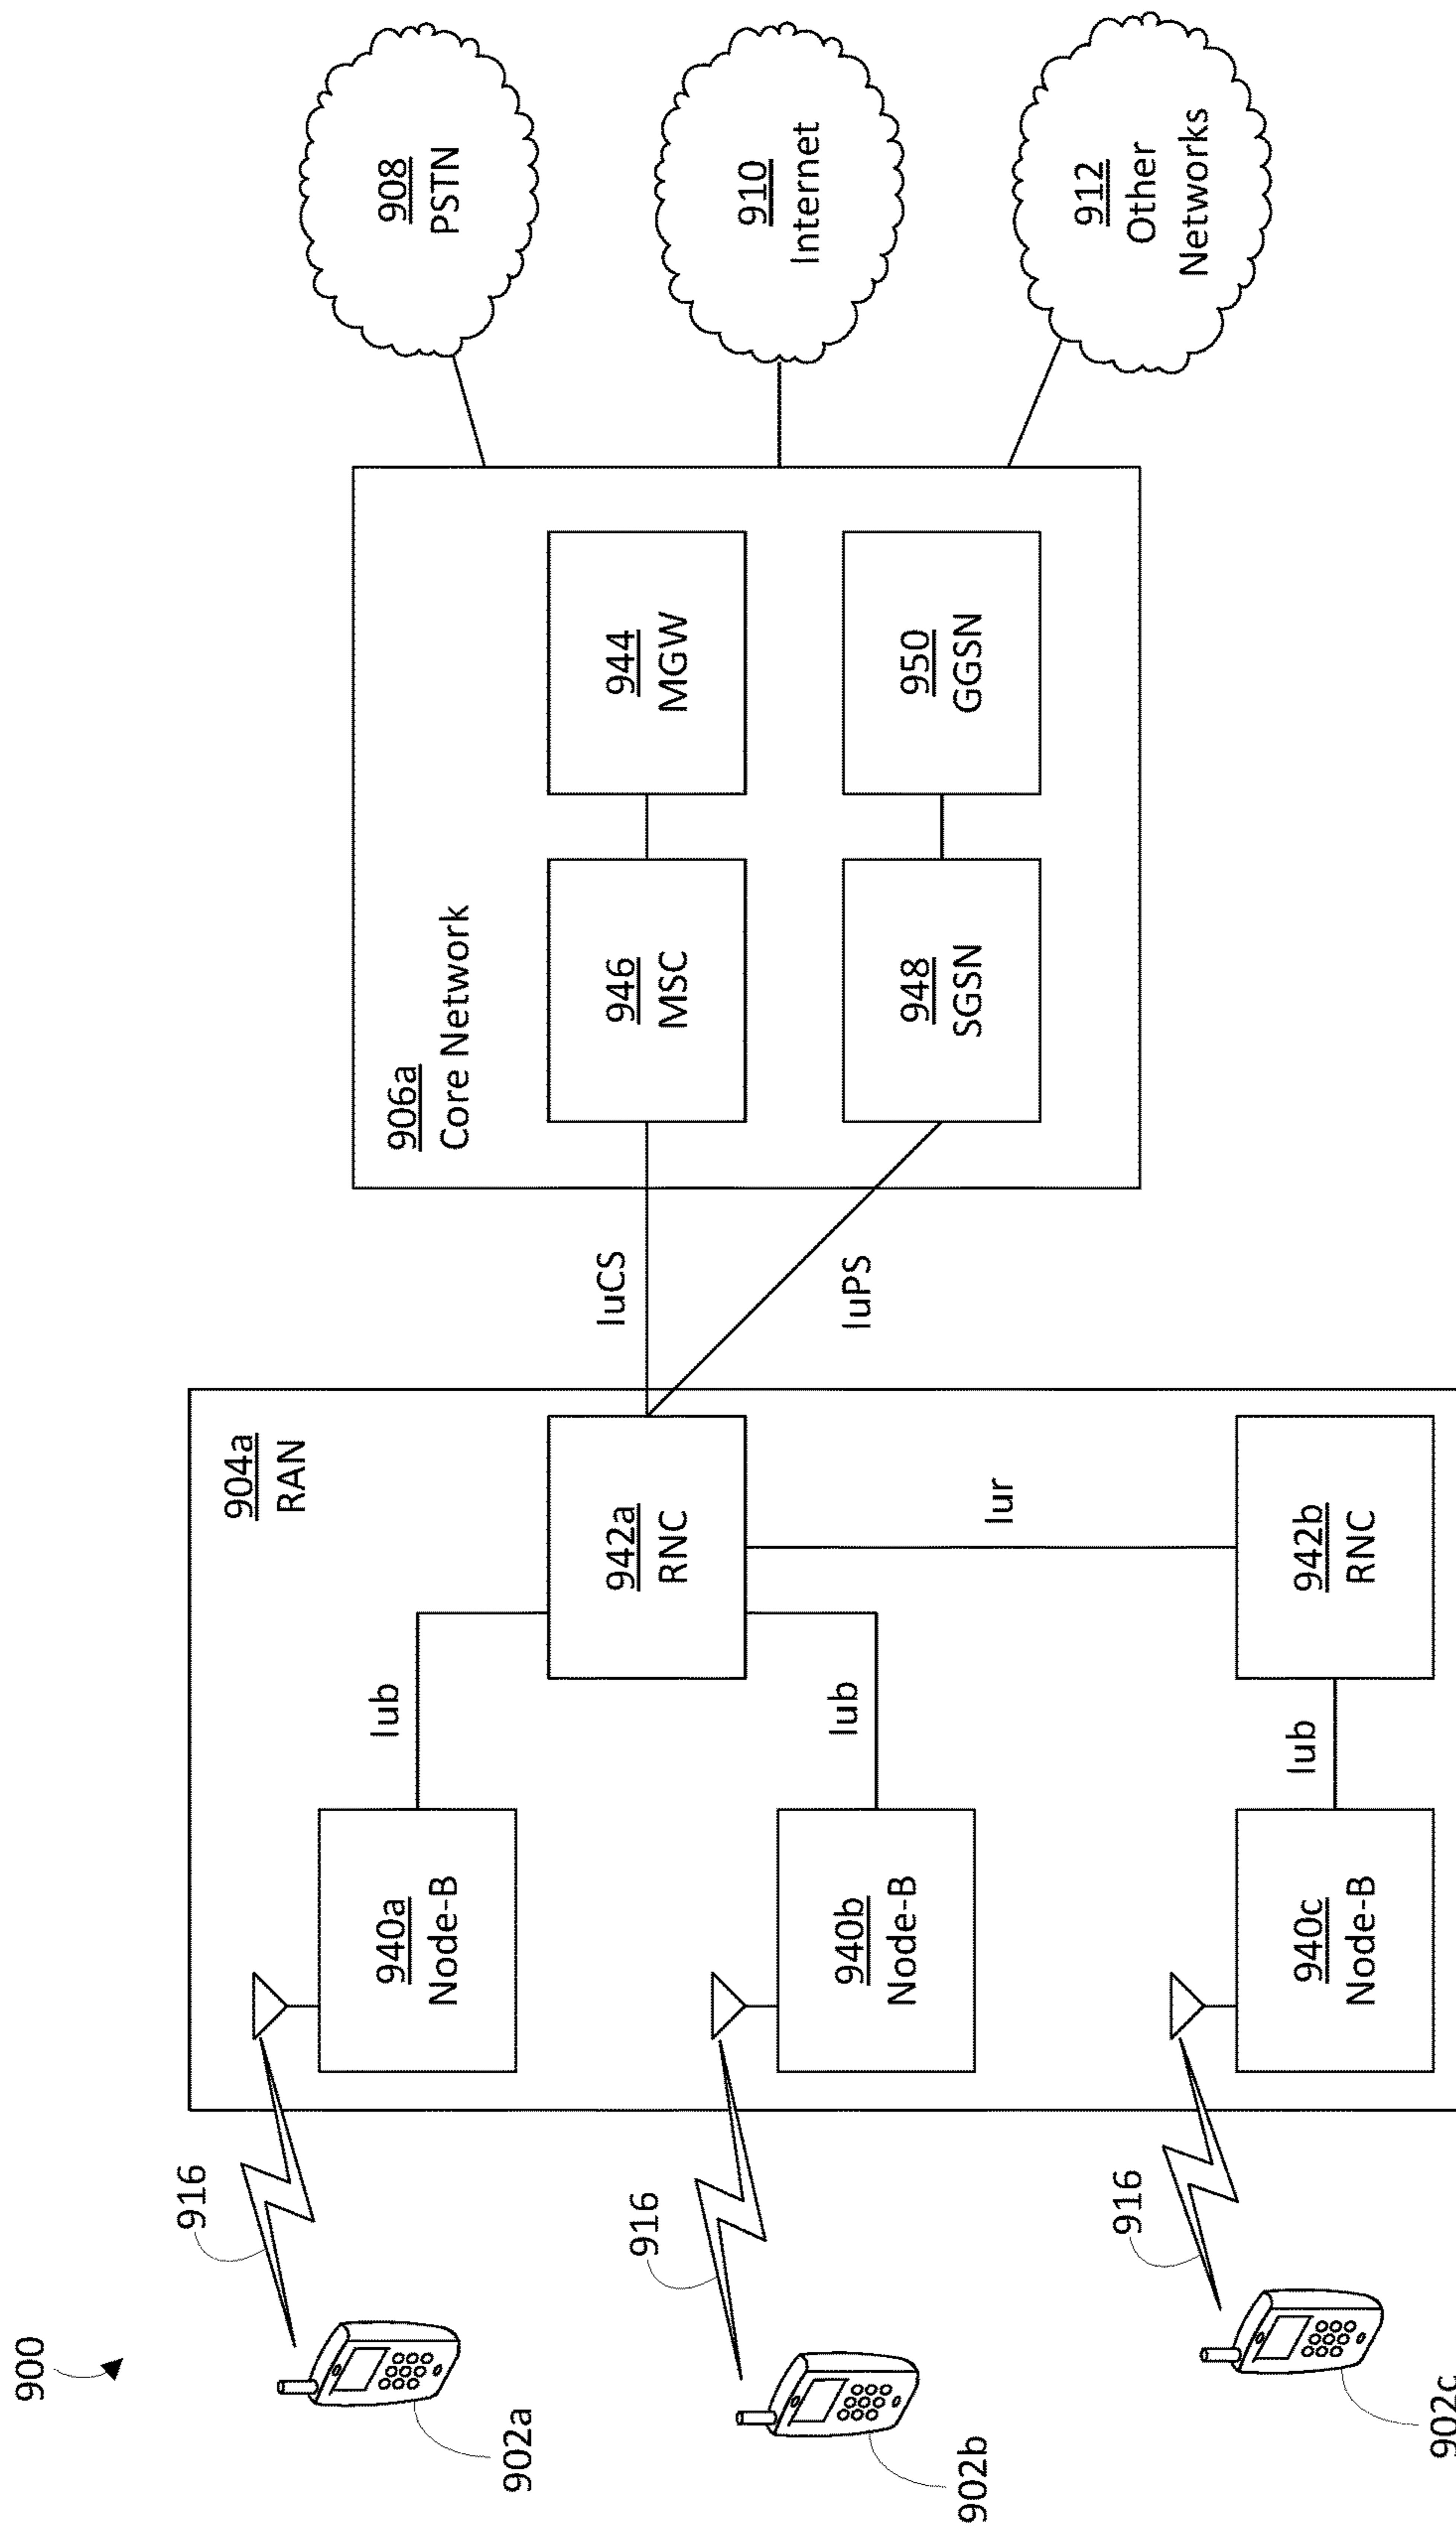 900
902a
916
902b
916
902c
916
904a
RAN
940a
Node-B
Iub
940b
Node-B
Iub
940c
Node-B
Iub
942a
RNC
Iur
942b
RNC
IuCS
IuPS
906a
Core Network
946
MSC
944
MGW
948
SGSN
950
GGSN
908
PSTN
910
Internet
912
Other
Networks